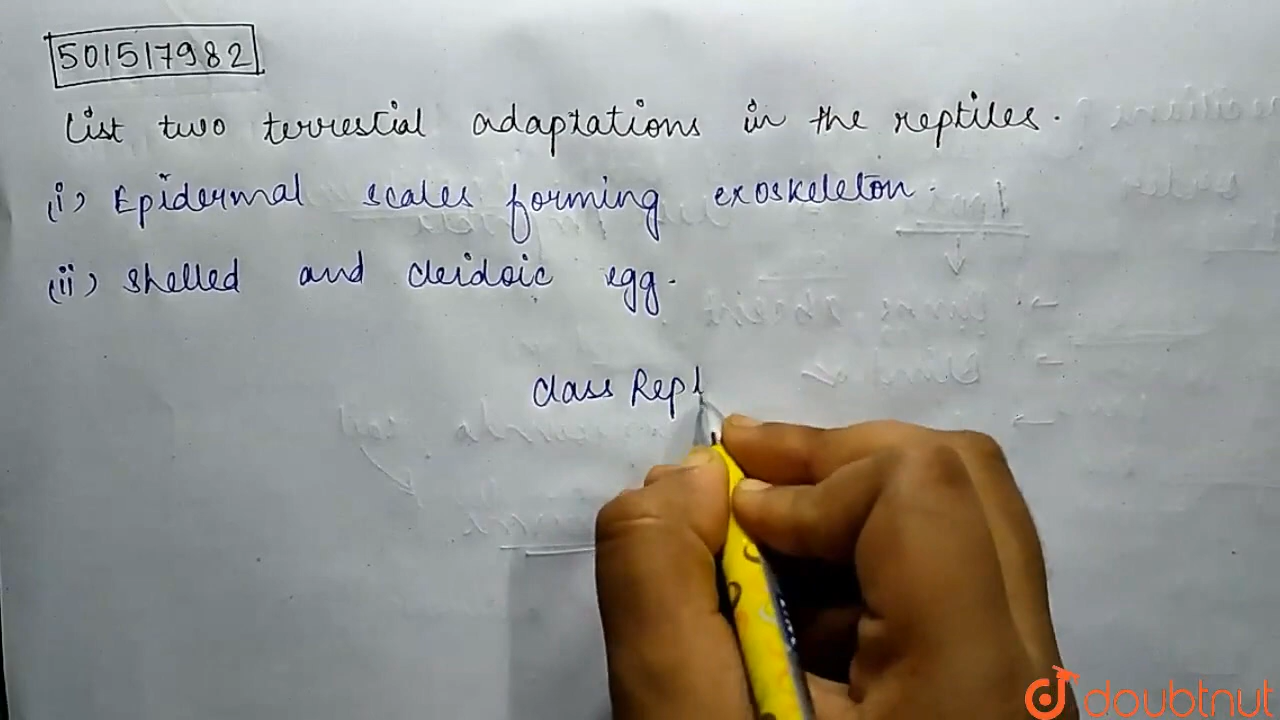 501517982
List two terrestial adaptations in the reptiles.
(i) Epidermal scales forming exoskeleton.
(ii) Shelled and cleidoic egg.
Class Rept
doubtnut